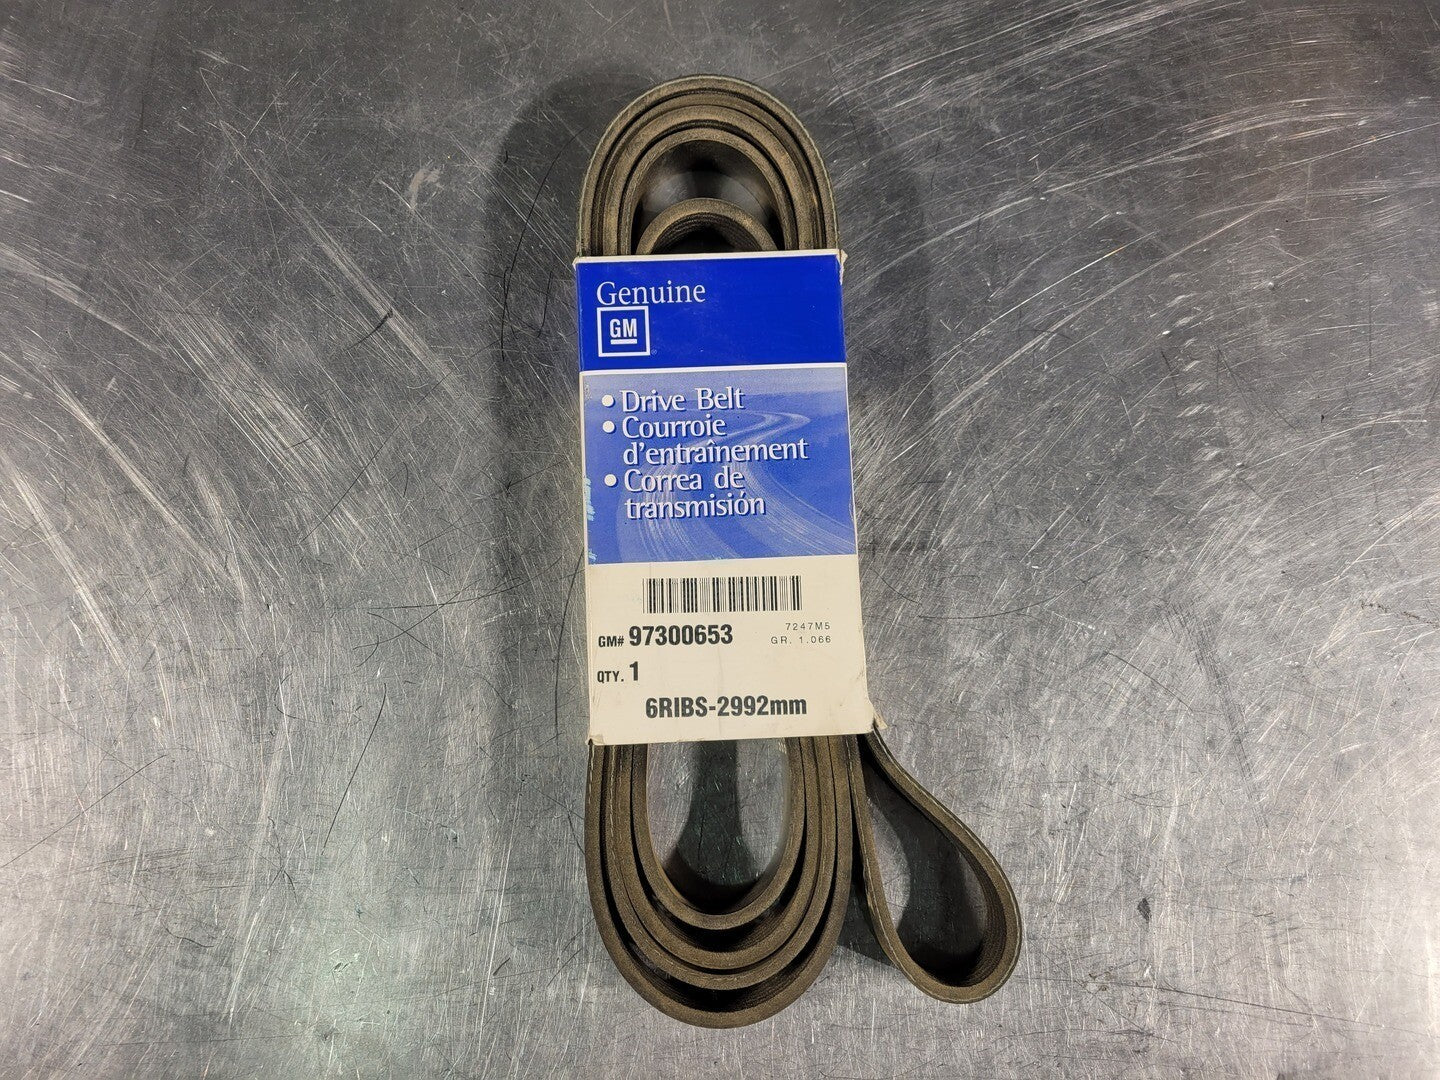 Genuine
GM
• Drive Belt
• Courroie
d'entraînement
• Correa de
transmisión
GM# 97300653
7247M5
GR. 1.066
QTY. 1
6RIBS-2992mm